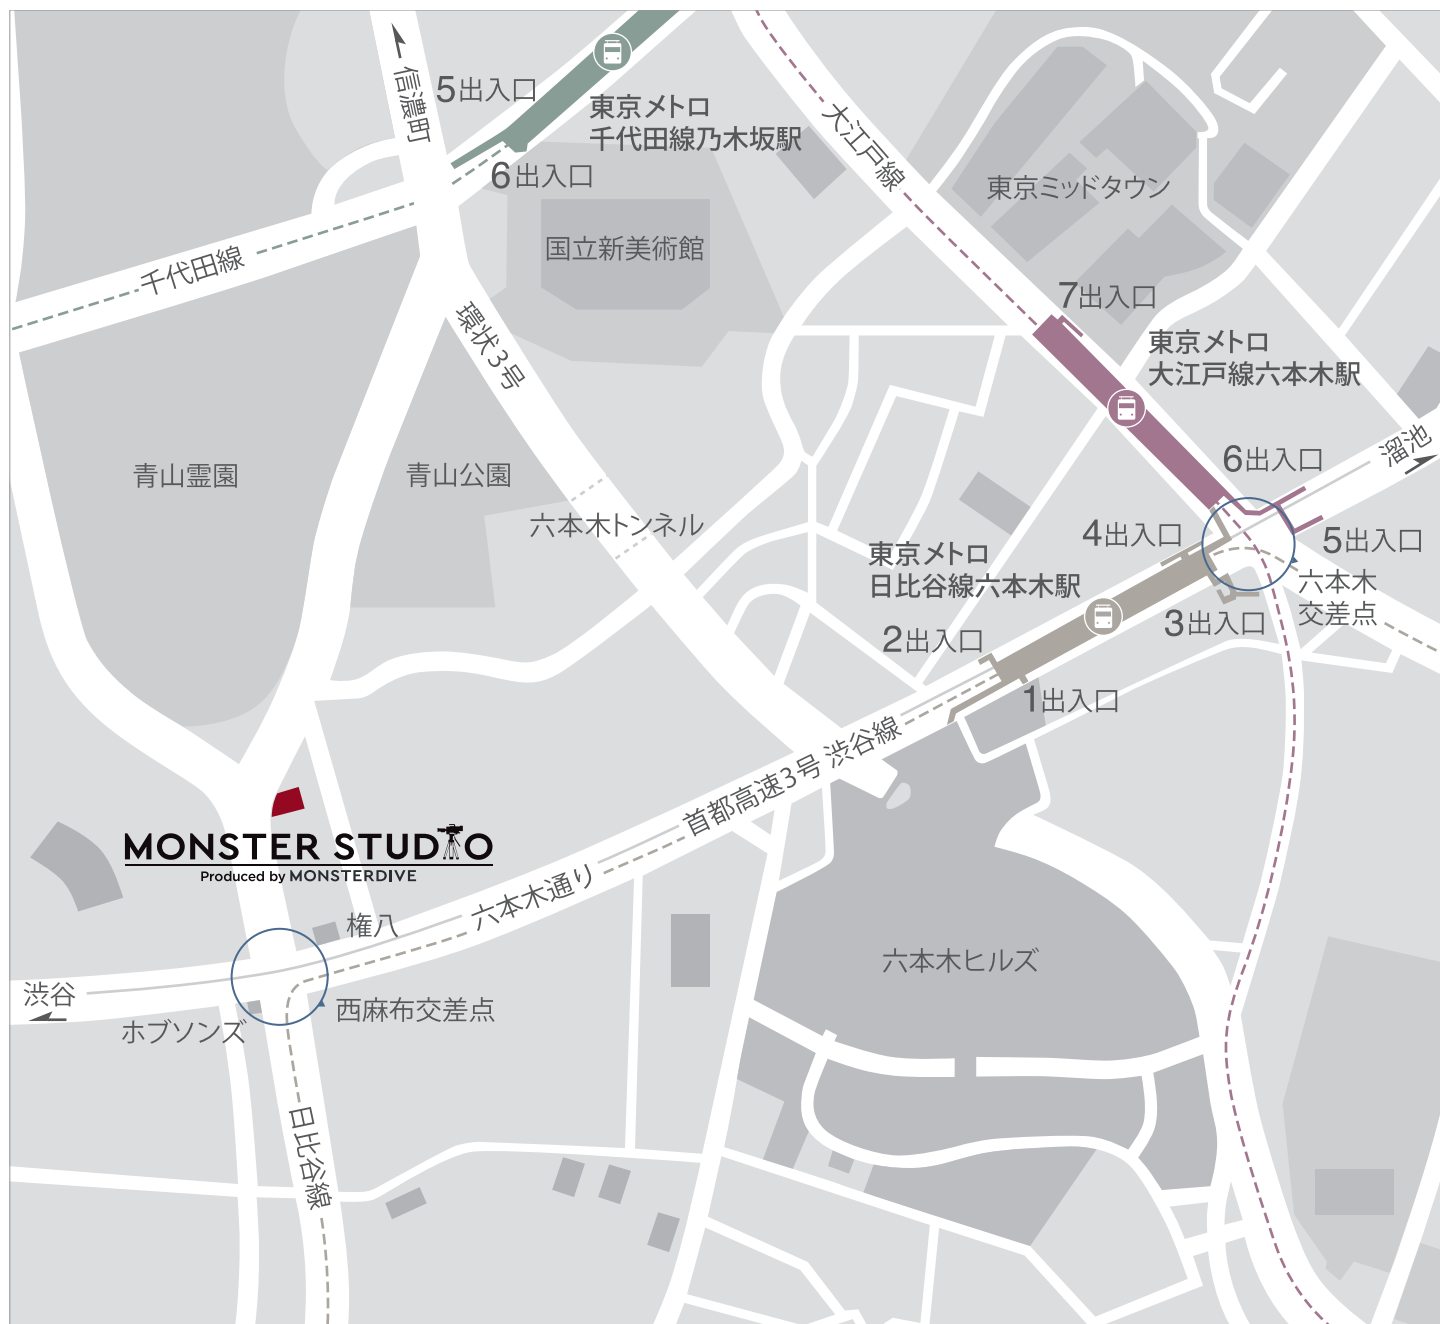 信濃町
5出入口
東京メトロ
千代田線乃木坂駅
6出入口
大江戸線
東京ミッドタウン
国立新美術館
千代田線
7出入口
環状3号
東京メトロ
大江戸線六本木駅
6出入口
溜池
青山霊園
青山公園
六本木トンネル
4出入口
5出入口
東京メトロ
日比谷線六本木駅
六本木
交差点
3出入口
2出入口
1出入口
首都高速3号 渋谷線
MONSTER STUDIO
Produced by MONSTERDIVE
六本木通り
権八
六本木ヒルズ
渋谷
西麻布交差点
ホブソンズ
日比谷線